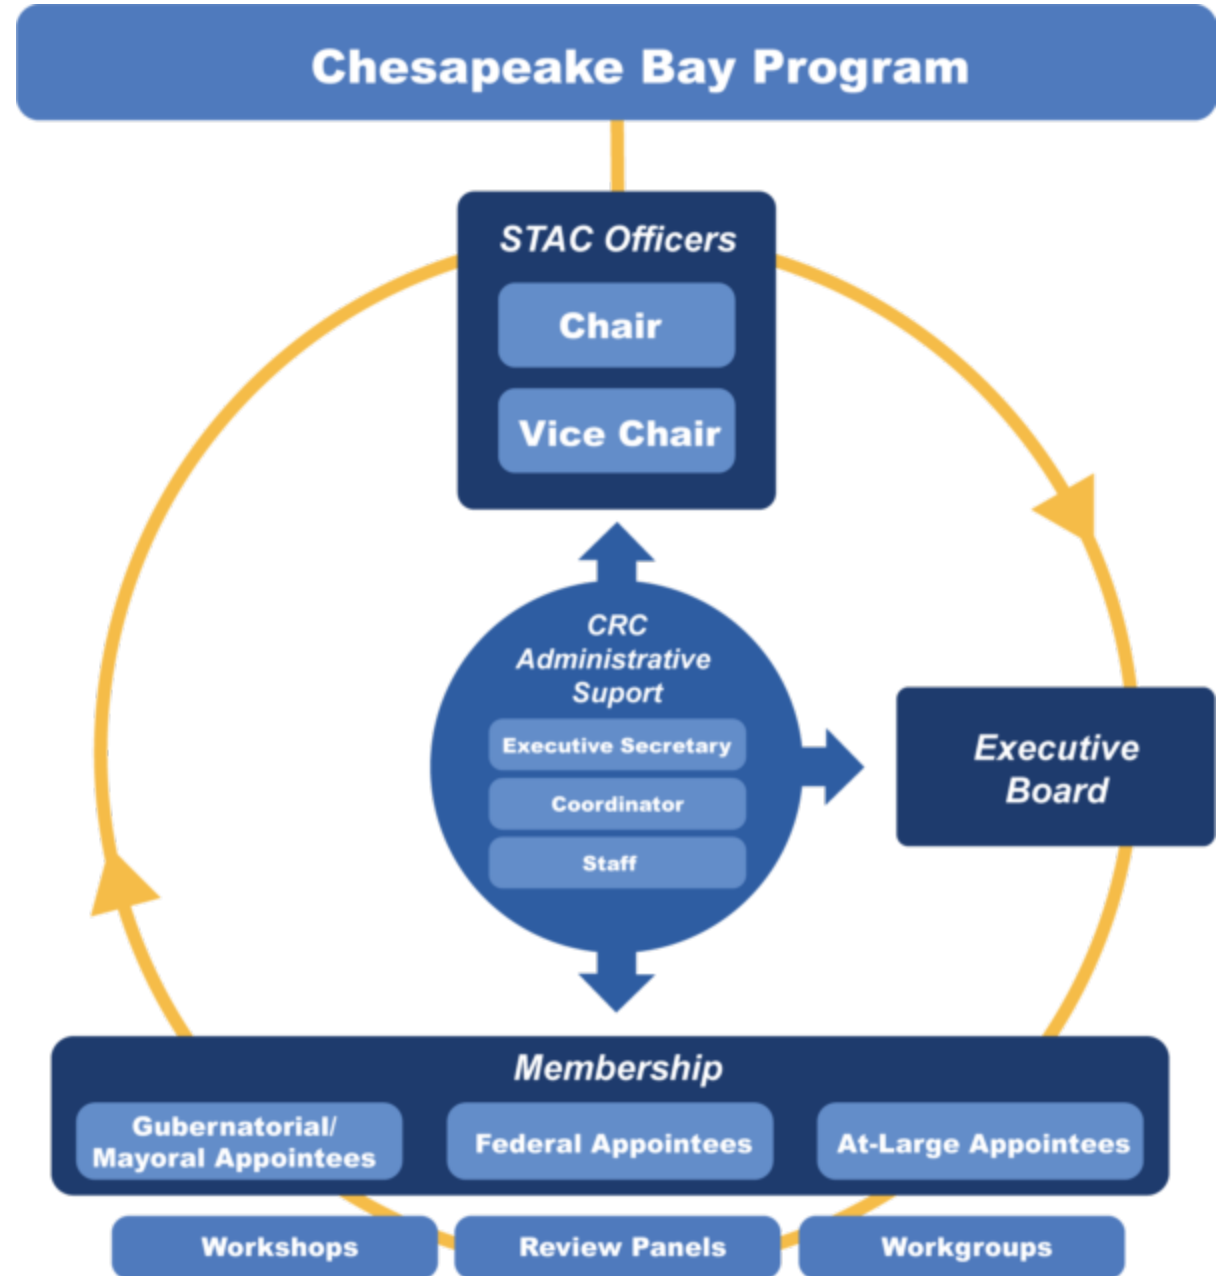 Chesapeake Bay Program
STAC Officers
Chair
Vice Chair
CRC
Administrative
Suport
Executive Secretary
Coordinator
Staff
Executive
Board
Membership
Gubernatorial/
Mayoral Appointees
Federal Appointees
At-Large Appointees
Workshops
Review Panels
Workgroups